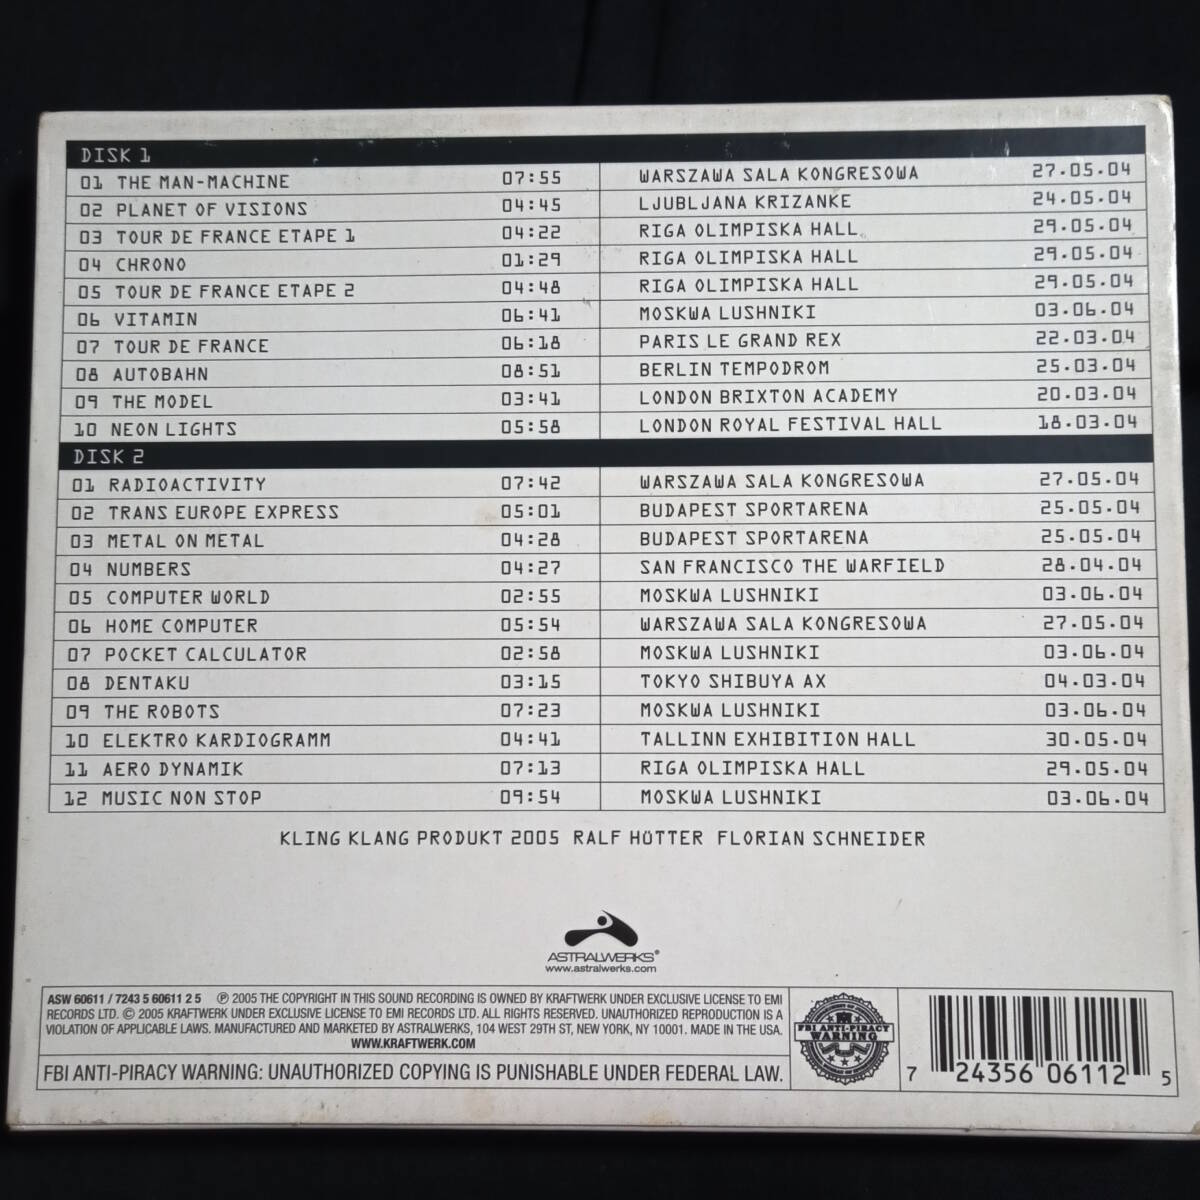 DISK 1
01 THE MAN-MACHINE 07:55 WARSZAWA SALA KONGRESOWA 27.05.04
02 PLANET OF VISIONS 04:45 LJUBLJANA KRIZANKE 24.05.04
03 TOUR DE FRANCE ETAPE 1 04:22 RIGA OLIMPISKA HALL 29.05.04
04 CHRONO 01:29 RIGA OLIMPISKA HALL 29.05.04
05 TOUR DE FRANCE ETAPE 2 04:48 RIGA OLIMPISKA HALL 29.05.04
06 VITAMIN 06:41 MOSKWA LUSHNIKI 03.06.04
07 TOUR DE FRANCE 06:18 PARIS LE GRAND REX 22.03.04
08 AUTOBAHN 08:51 BERLIN TEMPODROM 25.03.04
09 THE MODEL 03:41 LONDON BRIXTON ACADEMY 20.03.04
10 NEON LIGHTS 05:58 LONDON ROYAL FESTIVAL HALL 18.03.04
DISK 2
01 RADIOACTIVITY 07:42 WARSZAWA SALA KONGRESOWA 27.05.04
02 TRANS EUROPE EXPRESS 05:01 BUDAPEST SPORTARENA 25.05.04
03 METAL ON METAL 04:28 BUDAPEST SPORTARENA 25.05.04
04 NUMBERS 04:27 SAN FRANCISCO THE WARFIELD 28.04.04
05 COMPUTER WORLD 02:55 MOSKWA LUSHNIKI 03.06.04
06 HOME COMPUTER 05:54 WARSZAWA SALA KONGRESOWA 27.05.04
07 POCKET CALCULATOR 02:58 MOSKWA LUSHNIKI 03.06.04
08 DENTAKU 03:15 TOKYO SHIBUYA AX 04.03.04
09 THE ROBOTS 07:23 MOSKWA LUSHNIKI 03.06.04
10 ELEKTRO KARDIOGRAMM 04:41 TALLINN EXHIBITION HALL 30.05.04
11 AERO DYNAMIK 07:13 RIGA OLIMPISKA HALL 29.05.04
12 MUSIC NON STOP 09:54 MOSKWA LUSHNIKI 03.06.04
KLING KLANG PRODUKT 2005 RALF HÜTTER FLORIAN SCHNEIDER
ASTRALWERKS®
www.astralwerks.com
ASW 60611 / 7243 5 60611 2 5 ℗ 2005 THE COPYRIGHT IN THIS SOUND RECORDING IS OWNED BY KRAFTWERK UNDER EXCLUSIVE LICENSE TO EMI
RECORDS LTD. © 2005 KRAFTWERK UNDER EXCLUSIVE LICENSE TO EMI RECORDS LTD. ALL RIGHTS RESERVED. UNAUTHORIZED REPRODUCTION IS A
VIOLATION OF APPLICABLE LAWS. MANUFACTURED AND MARKETED BY ASTRALWERKS, 104 WEST 29TH ST, NEW YORK, NY 10001. MADE IN THE USA.
WWW.KRAFTWERK.COM
FBI ANTI-PIRACY WARNING: UNAUTHORIZED COPYING IS PUNISHABLE UNDER FEDERAL LAW.
FBI ANTI-PIRACY
WARNING
7 24356 06112 5